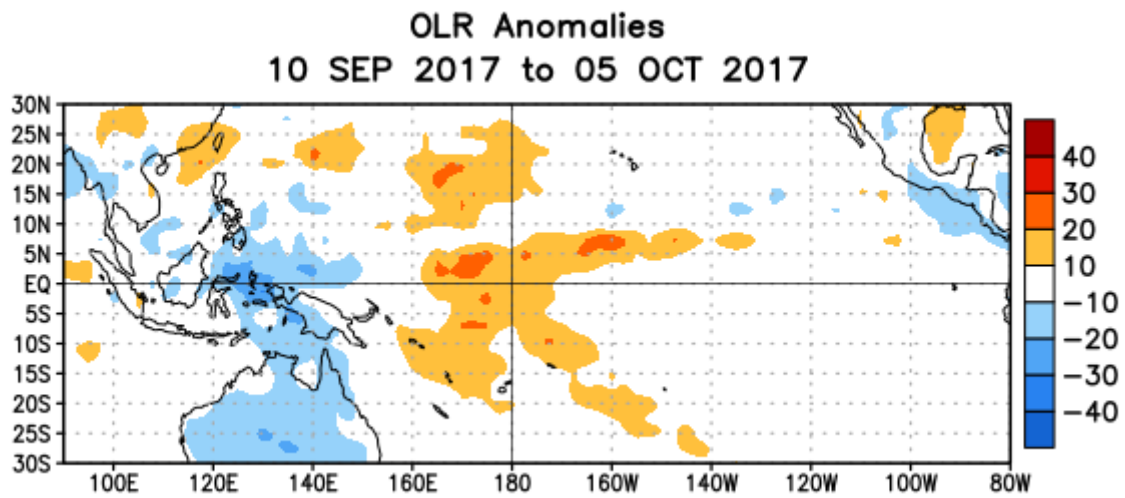 OLR Anomalies
10 SEP 2017 to 05 OCT 2017
30N
25N
20N
15N
10N
5N
EQ
5S
10S
15S
20S
25S
30S
100E 120E 140E 160E 180 160W 140W 120W 100W 80W
40
30
20
10
-10
-20
-30
-40